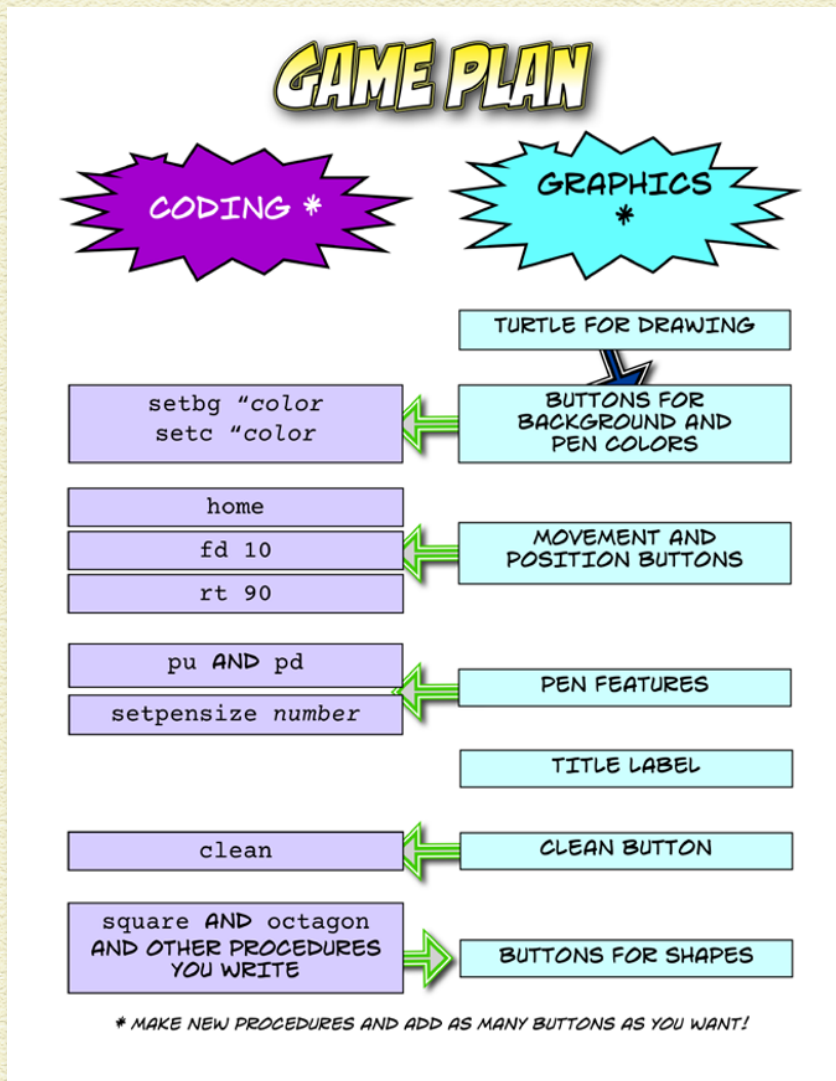 GAME PLAN
CODING *
GRAPHICS
*
TURTLE FOR DRAWING
setbg “color
setc “color
BUTTONS FOR
BACKGROUND AND
PEN COLORS
home
fd 10
rt 90
MOVEMENT AND
POSITION BUTTONS
pu AND pd
setpensize number
PEN FEATURES
TITLE LABEL
clean
CLEAN BUTTON
square AND octagon
AND OTHER PROCEDURES
YOU WRITE
BUTTONS FOR SHAPES
* MAKE NEW PROCEDURES AND ADD AS MANY BUTTONS AS YOU WANT!